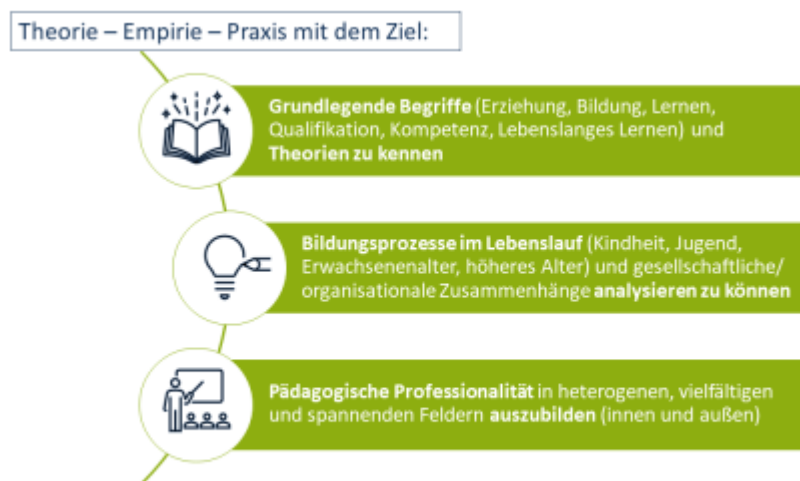 Theorie – Empirie – Praxis mit dem Ziel:
Grundlegende Begriffe (Erziehung, Bildung, Lernen,
Qualifikation, Kompetenz, Lebenslanges Lernen) und
Theorien zu kennen
Bildungsprozesse im Lebenslauf (Kindheit, Jugend,
Erwachsenenalter, höheres Alter) und gesellschaftliche/
organisationale Zusammenhänge analysieren zu können
Pädagogische Professionalität in heterogenen, vielfältigen
und spannenden Feldern auszubilden (innen und außen)